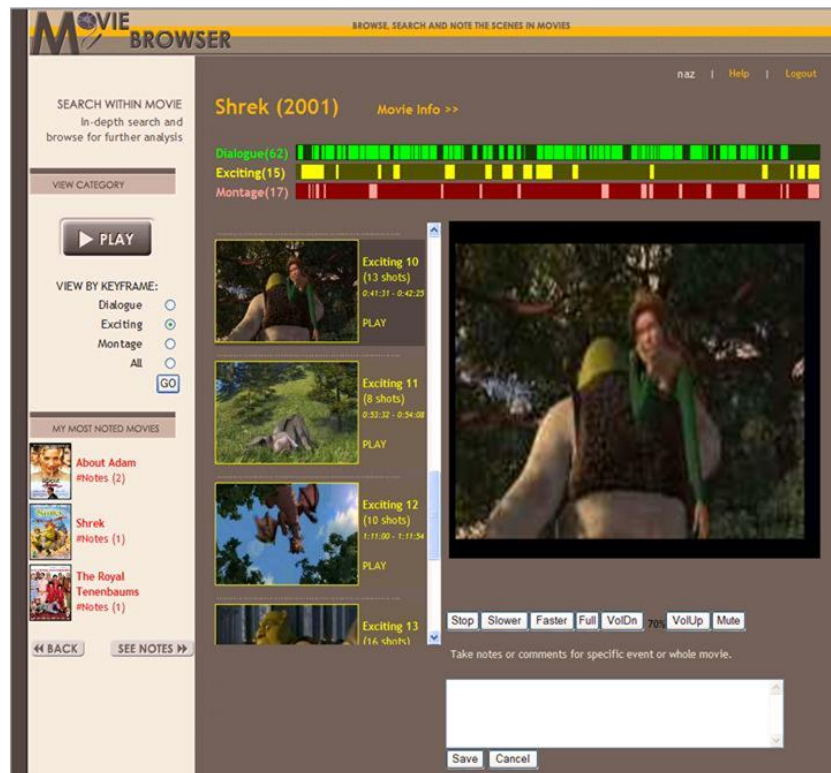 MOVIE
BROWSER
BROWSE, SEARCH AND NOTE THE SCENES IN MOVIES
naz | Help | Logout
SEARCH WITHIN MOVIE
In-depth search and
browse for further analysis
VIEW CATEGORY
PLAY
VIEW BY KEYFRAME:
Dialogue
Exciting
Montage
All
GO
MY MOST NOTED MOVIES
About Adam
#Notes (2)
Shrek
#Notes (1)
The Royal
Tenenbaums
#Notes (1)
BACK
SEE NOTES
Shrek (2001)
Movie Info >>
Dialogue(62)
Exciting(15)
Montage(17)
Exciting 10
(13 shots)
0:41:31 - 0:42:25
PLAY
Exciting 11
(8 shots)
0:53:32 - 0:54:08
PLAY
Exciting 12
(10 shots)
1:11:00 - 1:11:54
PLAY
Exciting 13
(16 shots)
Stop Slower Faster Full VolDn 70% VolUp Mute
Take notes or comments for specific event or whole movie.
Save Cancel